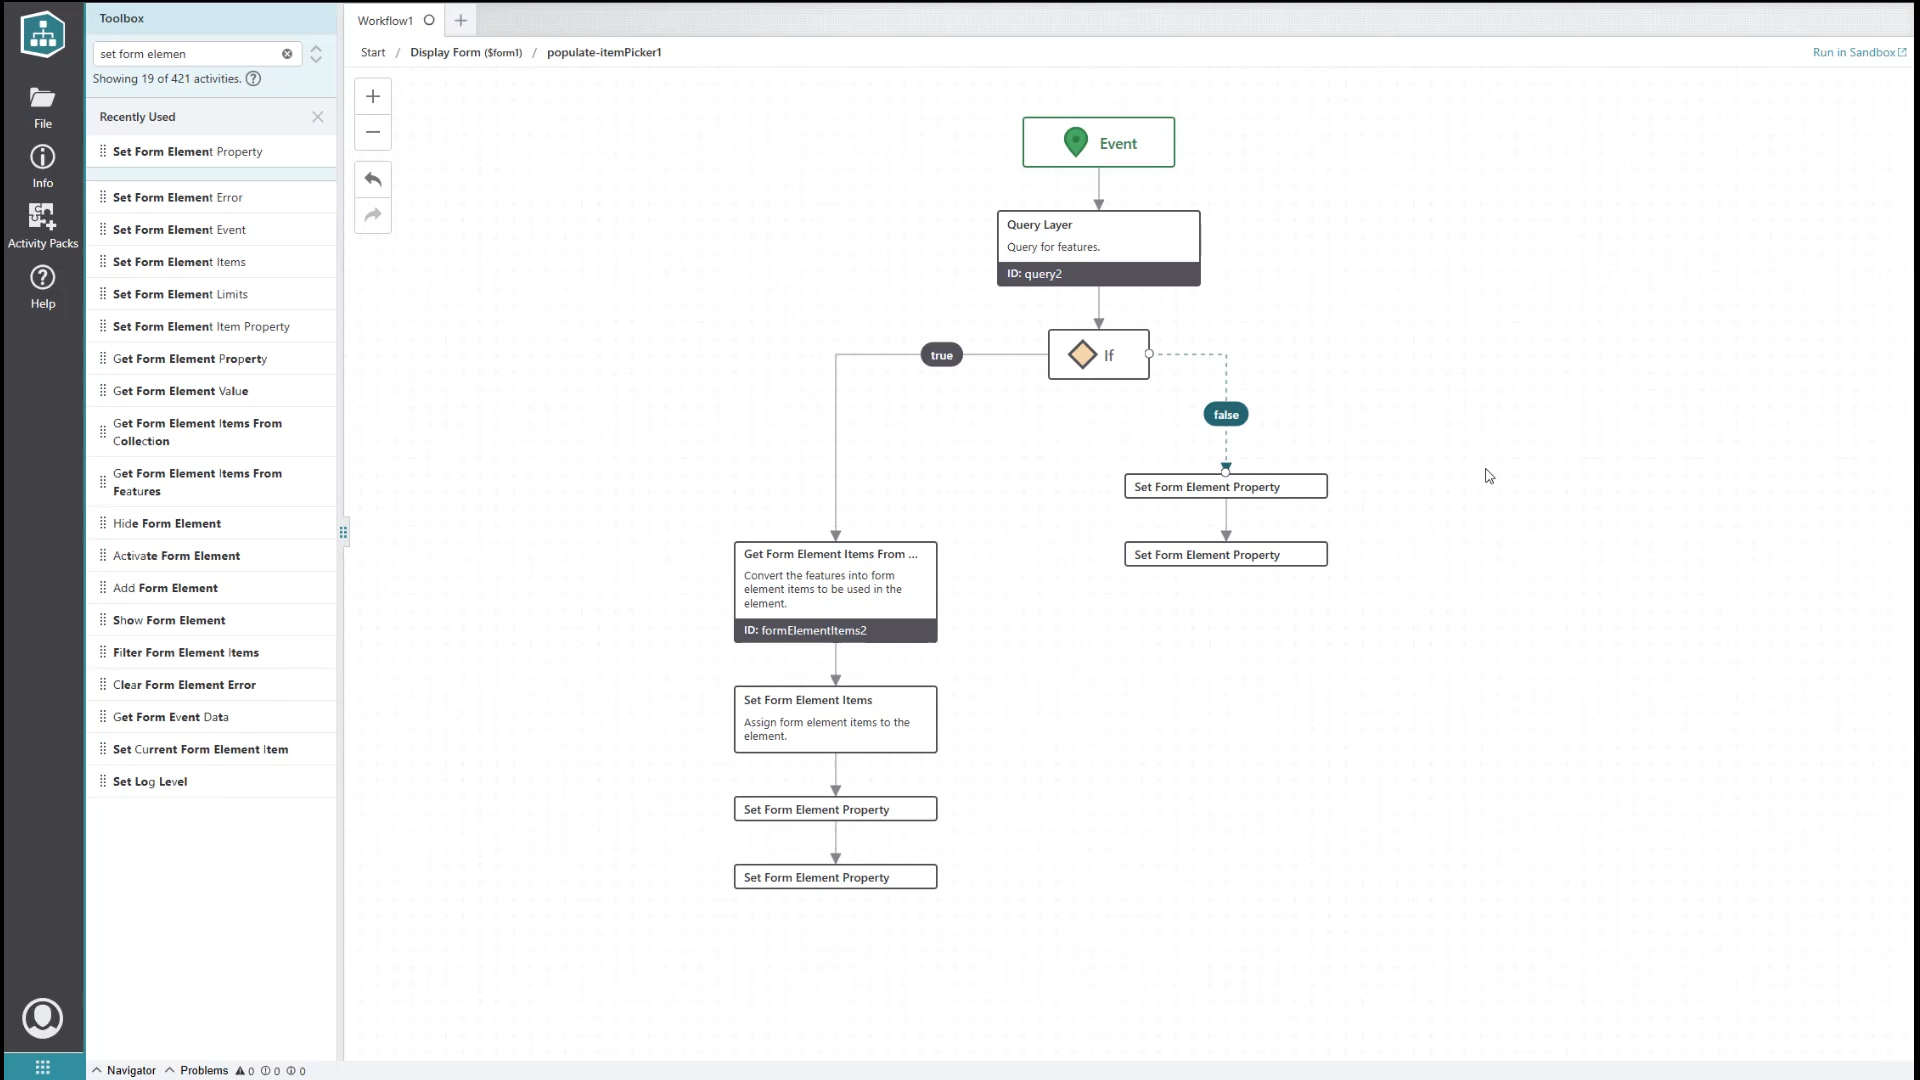 Toolbox
set form elemen
Showing 19 of 421 activities.
Recently Used
Set Form Element Property
Set Form Element Error
Set Form Element Event
Set Form Element Items
Set Form Element Limits
Set Form Element Item Property
Get Form Element Property
Get Form Element Value
Get Form Element Items From
Collection
Get Form Element Items From
Features
Hide Form Element
Activate Form Element
Add Form Element
Show Form Element
Filter Form Element Items
Clear Form Element Error
Get Form Event Data
Set Current Form Element Item
Set Log Level
File
Info
Activity Packs
Help
Navigator
Problems
0
0
0
Workflow1
Start / Display Form ($form1) / populate-itemPicker1
Run in Sandbox
Event
Query Layer
Query for features.
ID: query2
If
true
false
Set Form Element Property
Set Form Element Property
Get Form Element Items From ...
Convert the features into form
element items to be used in the
element.
ID: formElementItems2
Set Form Element Items
Assign form element items to the
element.
Set Form Element Property
Set Form Element Property